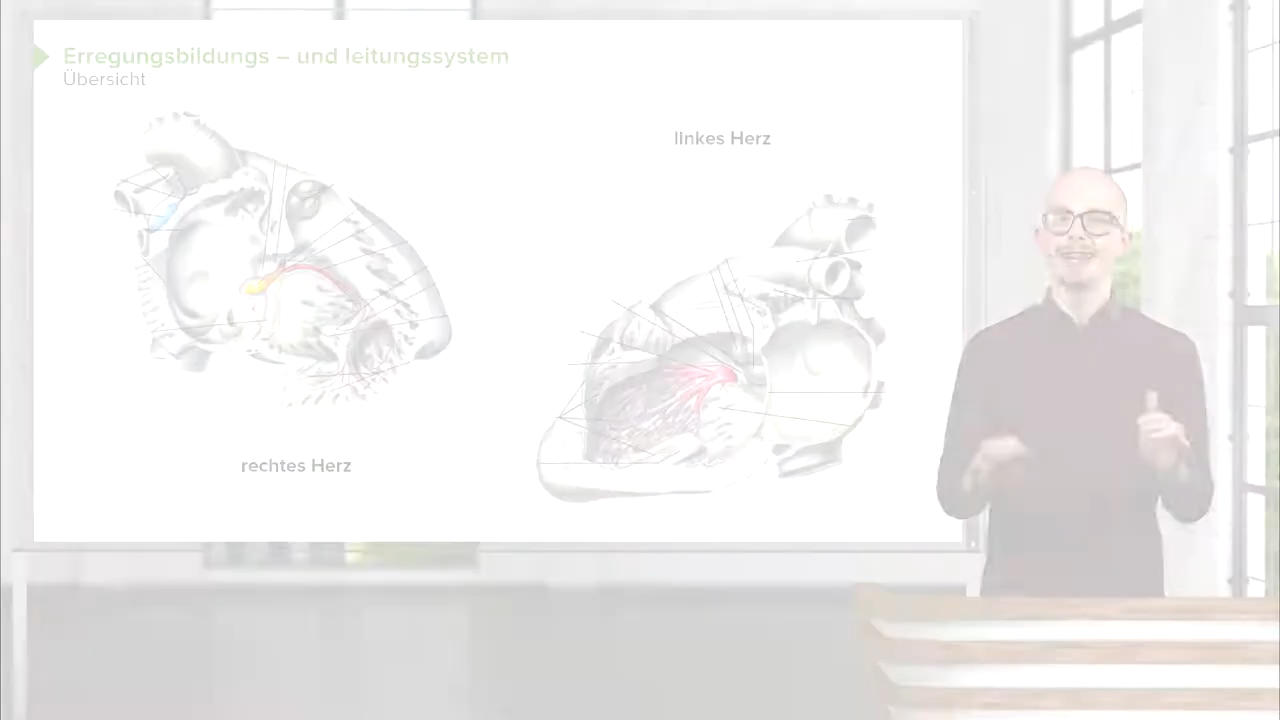 Erregungsbildungs – und leitungssystem
Übersicht
linkes Herz
rechtes Herz